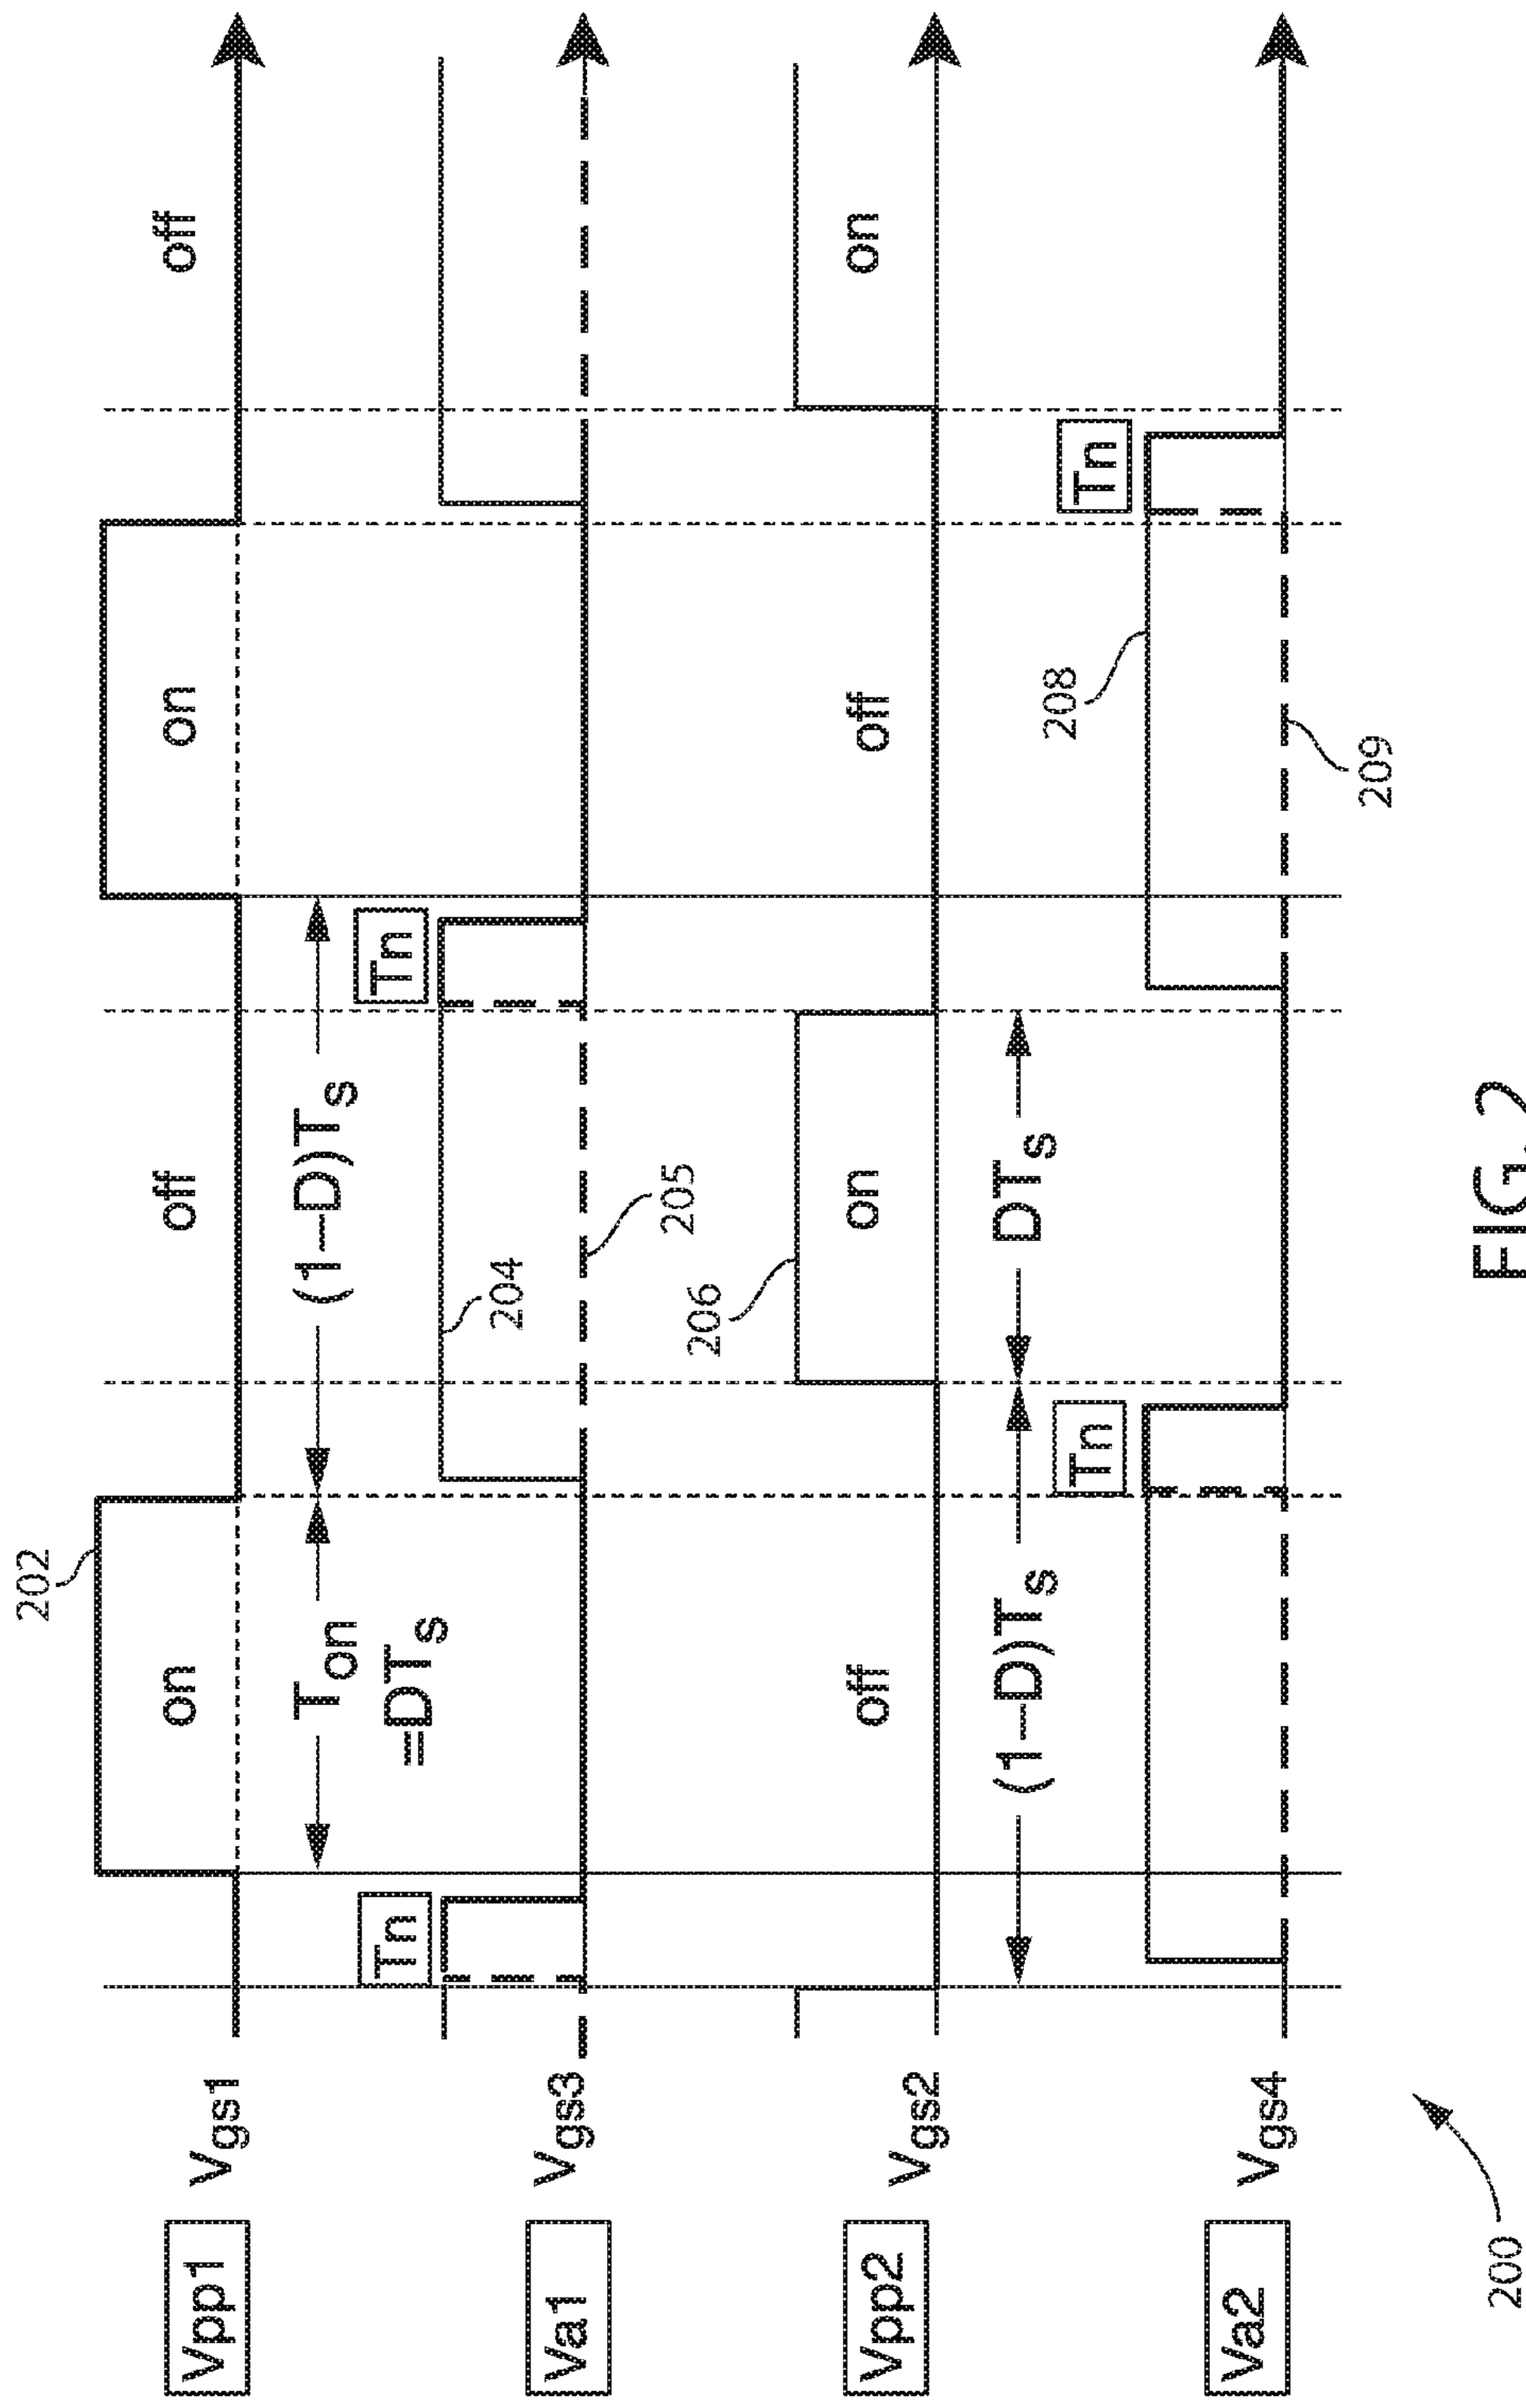 Vpp1 Vgs1
202
on off on off
Ton (1–D)Ts
=DTs
Va1 Vgs3
Tn Tn
204
205
Vpp2 Vgs2
206
off on off on
(1–D)Ts DTs
Va2 Vgs4
Tn Tn
208
209
200
FIG. 2